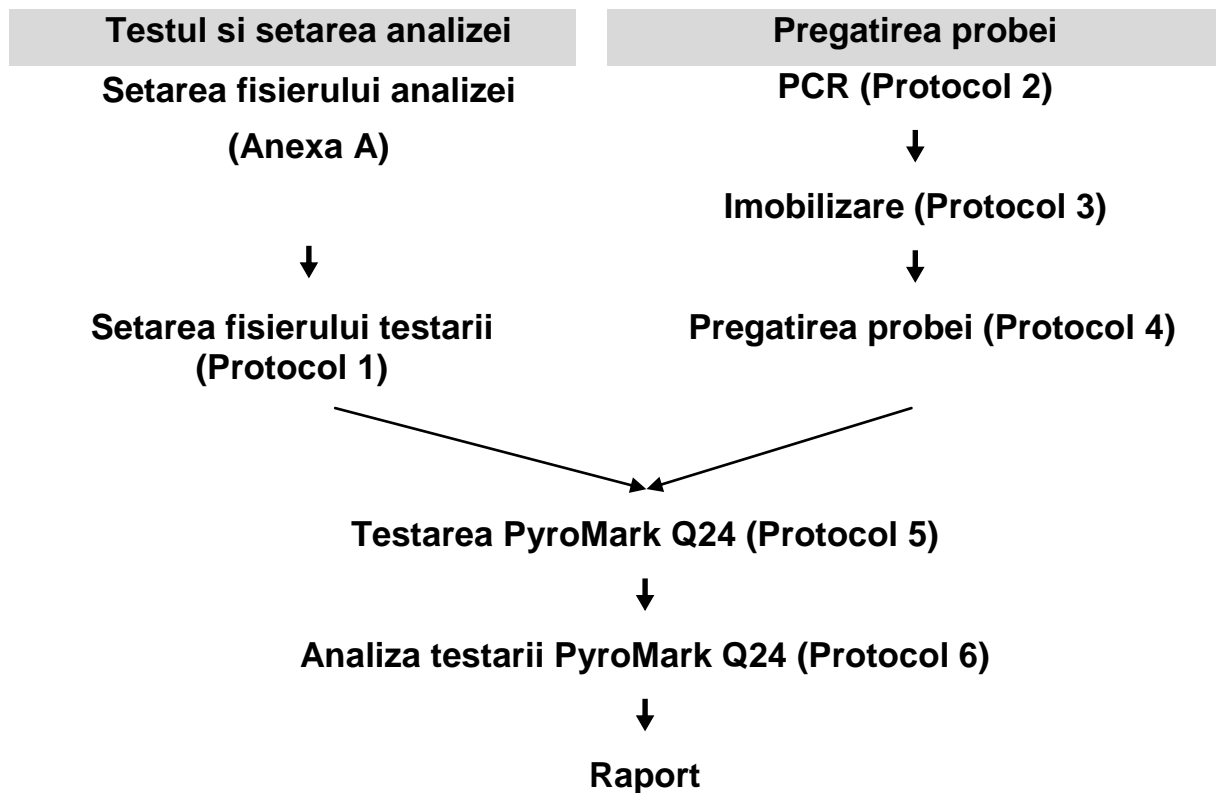 Testul si setarea analizei
Setarea fisierului analizei
(Anexa A)
Setarea fisierului testarii
(Protocol 1)
Pregatirea probei
PCR (Protocol 2)
Imobilizare (Protocol 3)
Pregatirea probei (Protocol 4)
Testarea PyroMark Q24 (Protocol 5)
Analiza testarii PyroMark Q24 (Protocol 6)
Raport